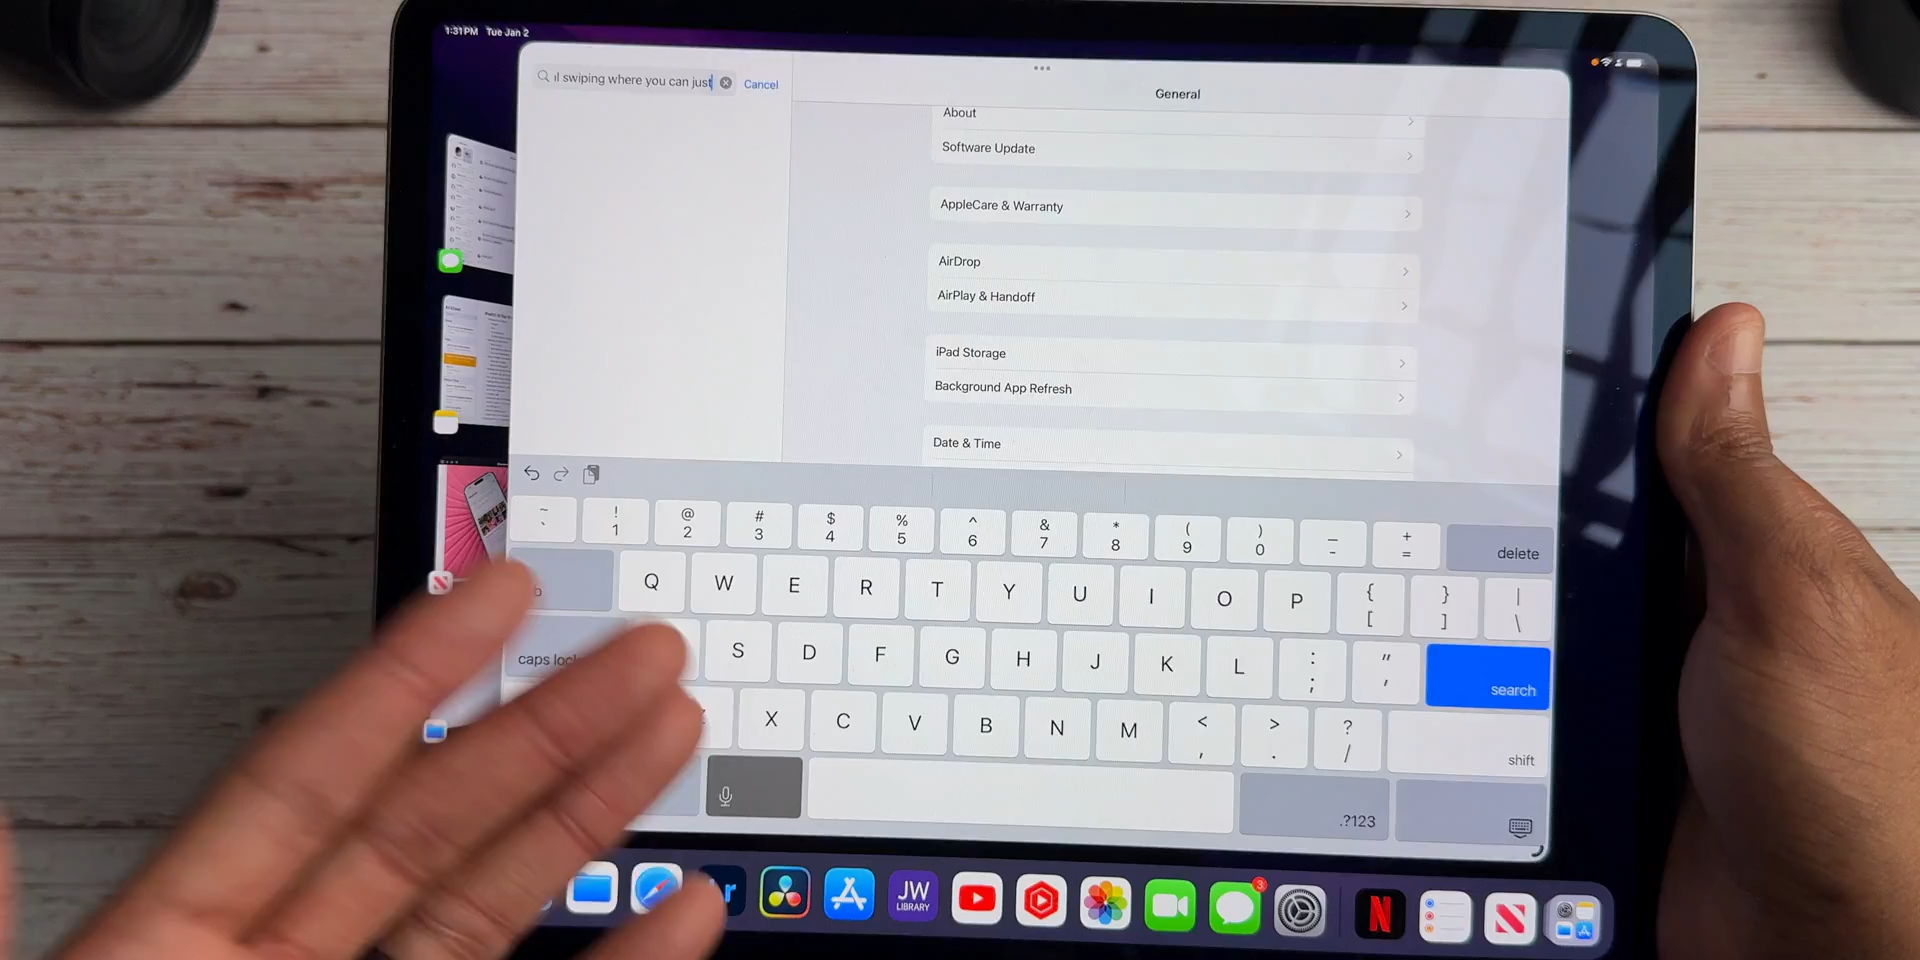 1:31 PM Tue Jan 2
swiping where you can just
Cancel
General
About
Software Update
AppleCare & Warranty
AirDrop
AirPlay & Handoff
iPad Storage
Background App Refresh
Date & Time
~ ! @ # $ % ^ & * ( ) _ +
` 1 2 3 4 5 6 7 8 9 0 - = delete
Q W E R T Y U I O P { [ } ] | \
caps lock S D F G H J K L : ; " ' search
X C V B N M < , > . ? / shift
.?123
JW
LIBRARY
3
N